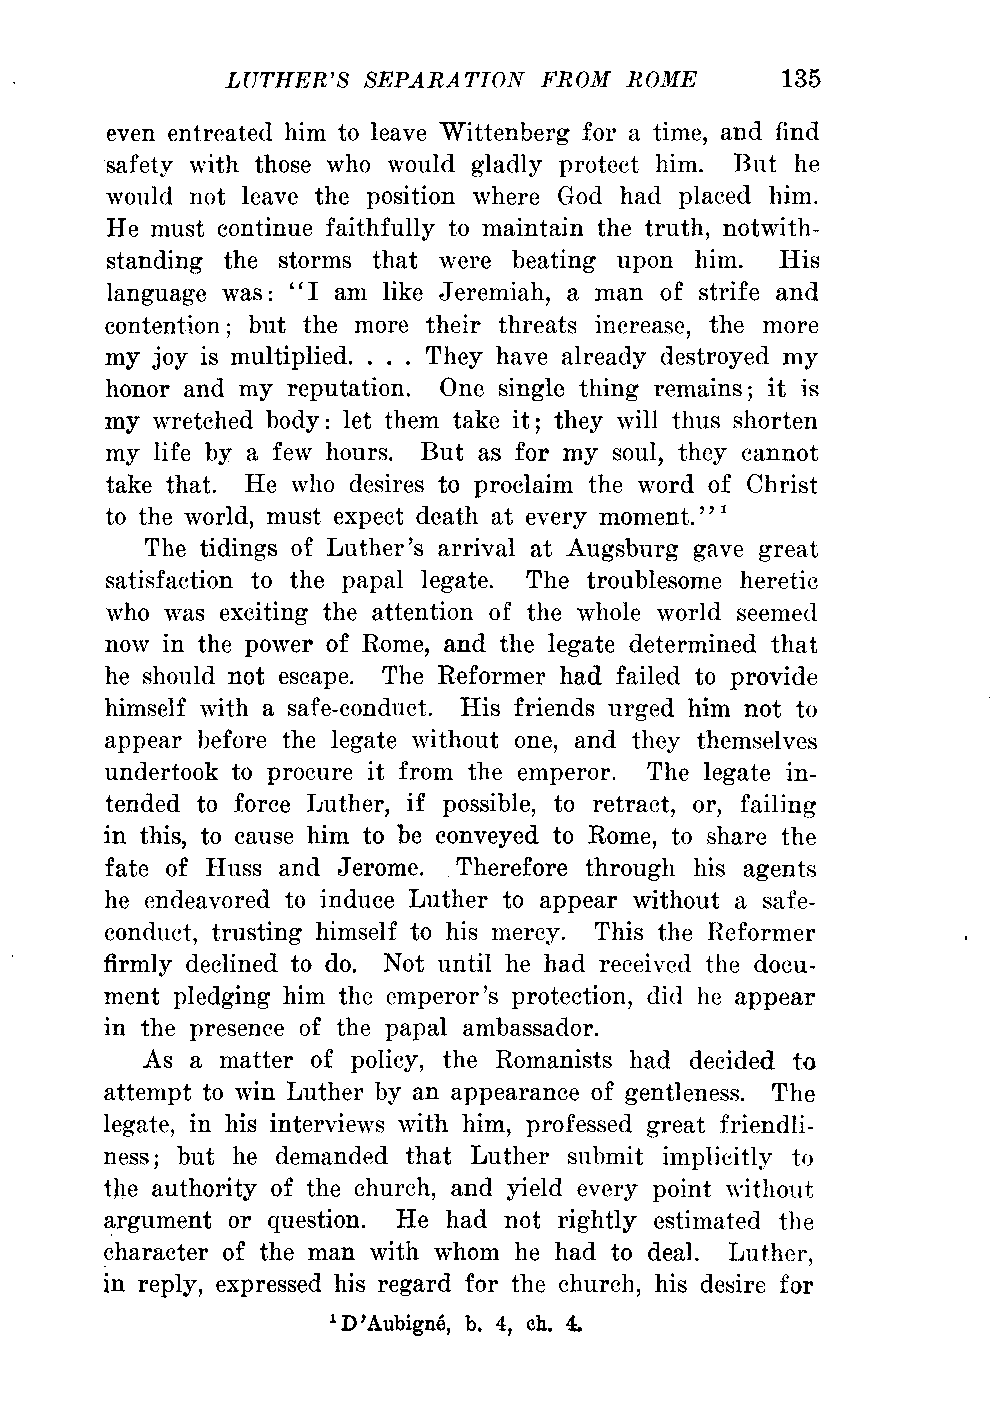 LUTHER'S SEPARATION FROM ROME 135
even entreated him to leave Wittenberg for a time, and find
safety with those who would gladly protect him. But he
would not leave the position where God had placed him.
He must continue faithfully to maintain the truth, notwith-
standing the storms that were beating upon him. His
language was: "I am like Jeremiah, a man of strife and
contention; but the more their threats increase, the more
my joy is multiplied. . . . They have already destroyed my
honor and my reputation. One single thing remains; it is
my wretched body: let them take it; they will thus shorten
my life by a few hours. But as for my soul, they cannot
take that. He who desires to proclaim the word of Christ
to the world, must expect death at every moment."¹
The tidings of Luther's arrival at Augsburg gave great
satisfaction to the papal legate. The troublesome heretic
who was exciting the attention of the whole world seemed
now in the power of Rome, and the legate determined that
he should not escape. The Reformer had failed to provide
himself with a safe-conduct. His friends urged him not to
appear before the legate without one, and they themselves
undertook to procure it from the emperor. The legate in-
tended to force Luther, if possible, to retract, or, failing
in this, to cause him to be conveyed to Rome, to share the
fate of Huss and Jerome. Therefore through his agents
he endeavored to induce Luther to appear without a safe-
conduct, trusting himself to his mercy. This the Reformer
firmly declined to do. Not until he had received the docu-
ment pledging him the emperor's protection, did he appear
in the presence of the papal ambassador.
As a matter of policy, the Romanists had decided to
attempt to win Luther by an appearance of gentleness. The
legate, in his interviews with him, professed great friendli-
ness; but he demanded that Luther submit implicitly to
the authority of the church, and yield every point without
argument or question. He had not rightly estimated the
character of the man with whom he had to deal. Luther,
in reply, expressed his regard for the church, his desire for
¹D'Aubigné, b. 4, ch. 4.